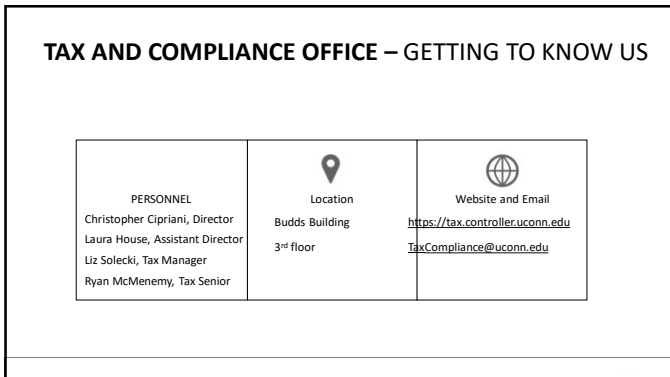 TAX AND COMPLIANCE OFFICE – GETTING TO KNOW US
PERSONNEL
Christopher Cipriani, Director
Laura House, Assistant Director
Liz Solecki, Tax Manager
Ryan McMenemy, Tax Senior
Location
Budds Building
3rd floor
Website and Email
https://tax.controller.uconn.edu
TaxCompliance@uconn.edu